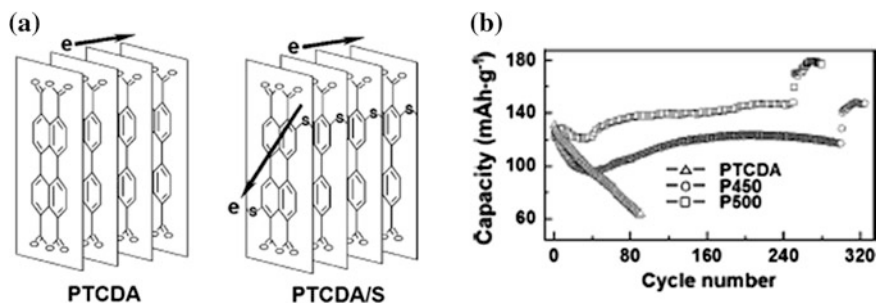 (a)
e
e
S S S S
e S
PTCDA
PTCDA/S
(b)
Capacity (mAh·g⁻¹)
180
140
100
60
PTCDA
P450
P500
0 80 160 240 320
Cycle number